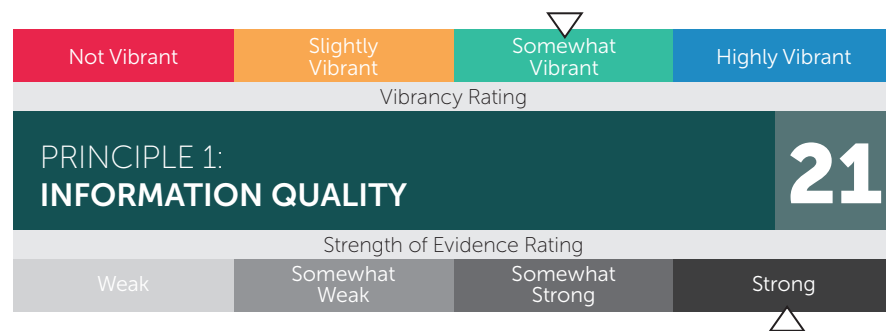 Not Vibrant
Slightly
Vibrant
Somewhat
Vibrant
Highly Vibrant
Vibrancy Rating
PRINCIPLE 1:
INFORMATION QUALITY
21
Strength of Evidence Rating
Weak
Somewhat
Weak
Somewhat
Strong
Strong